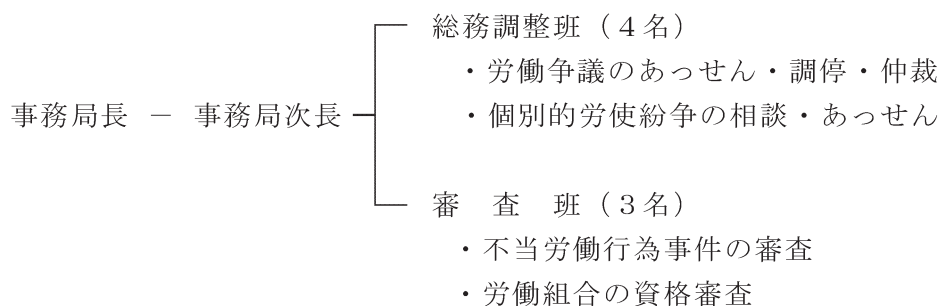 総務調整班（４名）
・労働争議のあっせん・調停・仲裁
事務局長 － 事務局次長
・個別的労使紛争の相談・あっせん
審　査　班（３名）
・不当労働行為事件の審査
・労働組合の資格審査